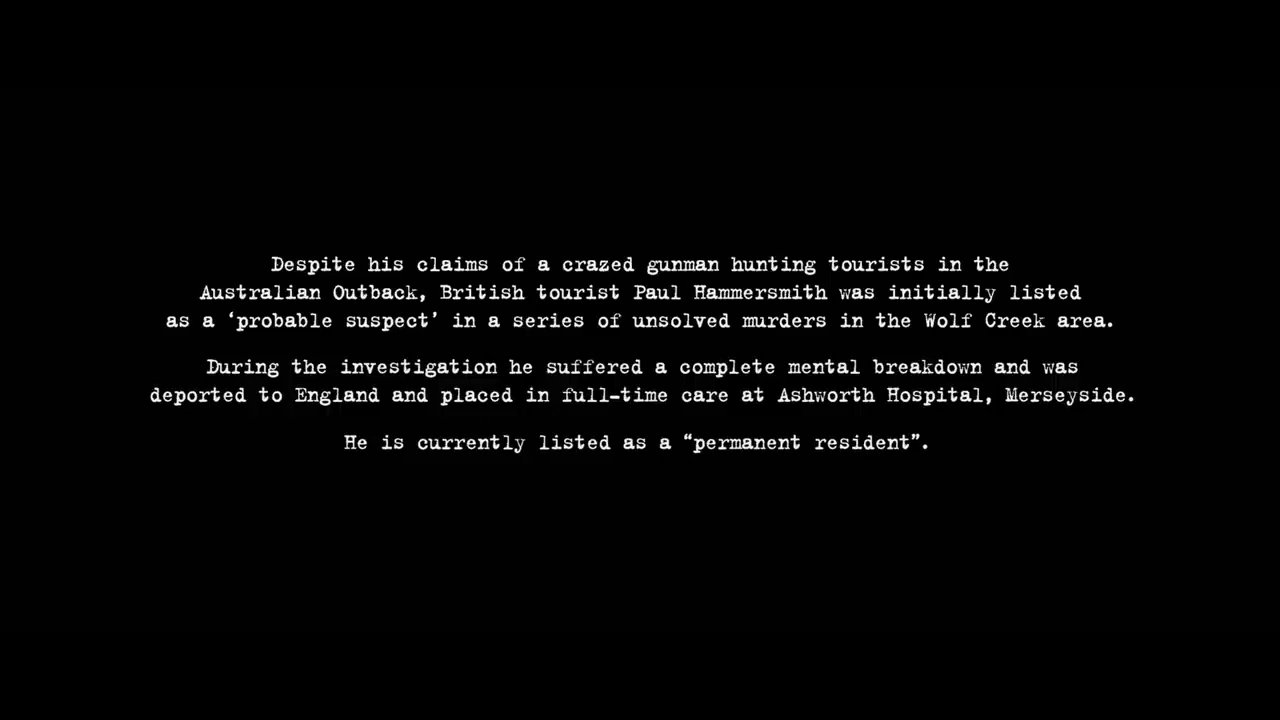 Despite his claims of a crazed gunman hunting tourists in the
Australian Outback, British tourist Paul Hammersmith was initially listed
as a ‘probable suspect’ in a series of unsolved murders in the Wolf Creek area.
During the investigation he suffered a complete mental breakdown and was
deported to England and placed in full-time care at Ashworth Hospital, Merseyside.
He is currently listed as a “permanent resident”.